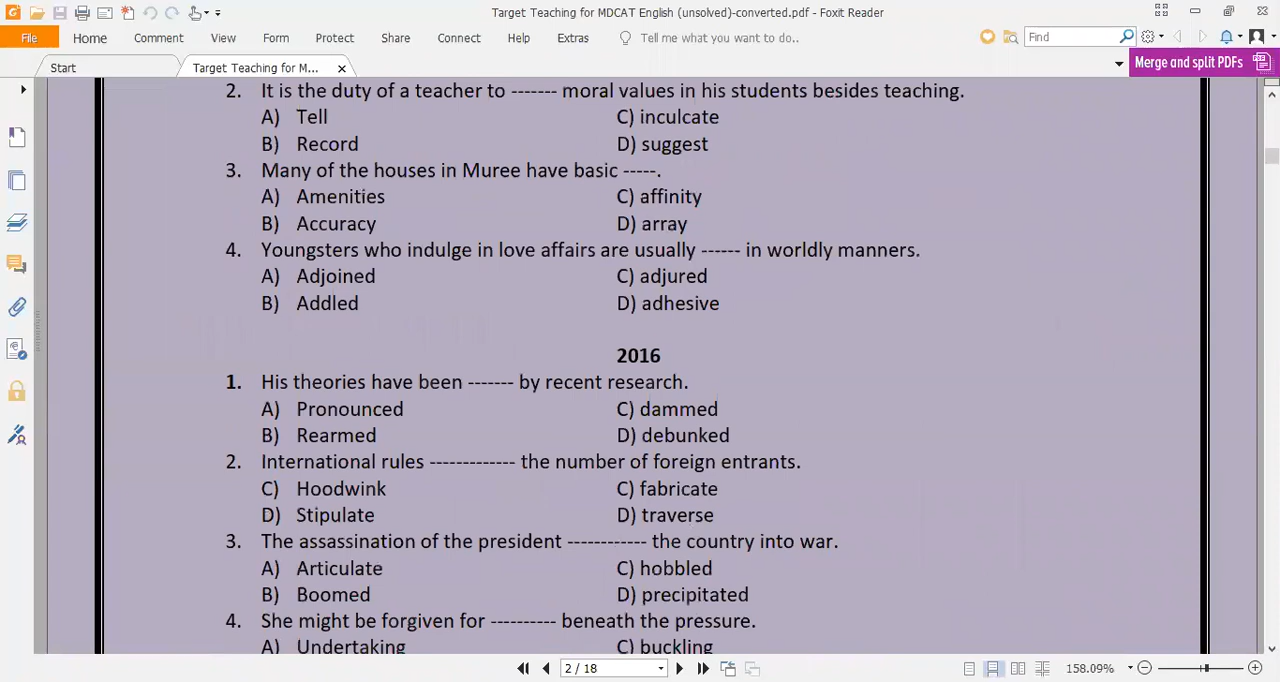 Target Teaching for MDCAT English (unsolved)-converted.pdf - Foxit Reader
File Home Comment View Form Protect Share Connect Help Extras Tell me what you want to do.. Find
Start Target Teaching for M... Merge and split PDFs
2. It is the duty of a teacher to ------- moral values in his students besides teaching.
A) Tell C) inculcate
B) Record D) suggest
3. Many of the houses in Muree have basic -----.
A) Amenities C) affinity
B) Accuracy D) array
4. Youngsters who indulge in love affairs are usually ------ in worldly manners.
A) Adjoined C) adjured
B) Addled D) adhesive
2016
1. His theories have been ------- by recent research.
A) Pronounced C) dammed
B) Rearmed D) debunked
2. International rules ------------- the number of foreign entrants.
C) Hoodwink C) fabricate
D) Stipulate D) traverse
3. The assassination of the president ------------ the country into war.
A) Articulate C) hobbled
B) Boomed D) precipitated
4. She might be forgiven for ---------- beneath the pressure.
A) Undertaking C) buckling
2 / 18 158.09%